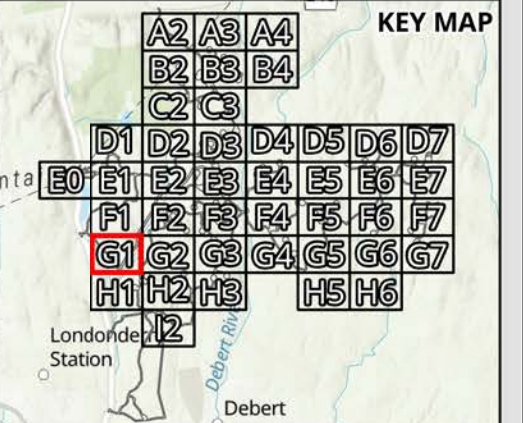 KEY MAP
A2 A3 A4
B2 B3 B4
C2 C3
D1 D2 D3 D4 D5 D6 D7
E0 E1 E2 E3 E4 E5 E6 E7
F1 F2 F3 F4 F5 F6 F7
G1 G2 G3 G4 G5 G6 G7
H1 H2 H3 H5 H6
I2
Station
Debert
Debert